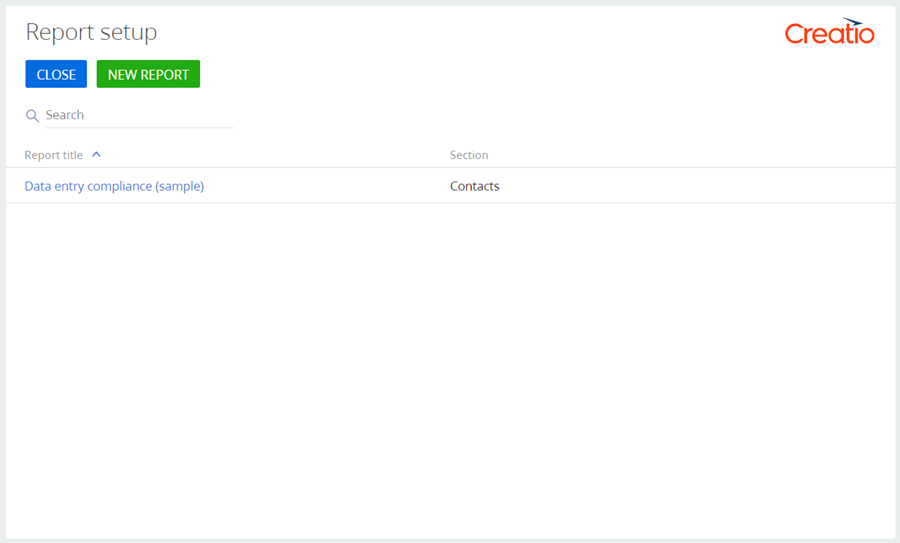 Report setup
Creatio
CLOSE NEW REPORT
Search
Report title Section
Data entry compliance (sample) Contacts